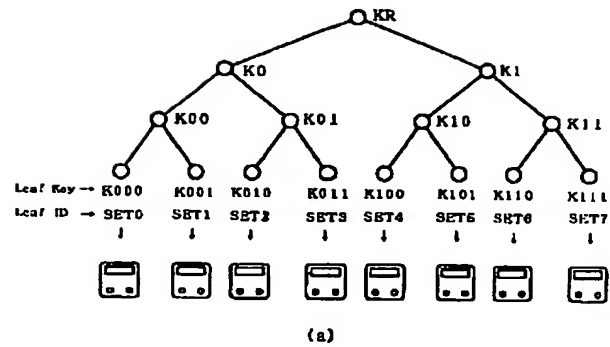 KR
K0 K1
K00 K01 K10 K11
Leaf Key → K000 K001 K010 K011 K100 K101 K110 K111
Leaf ID → SET0 SET1 SET2 SET3 SET4 SET5 SET6 SET7
(a)